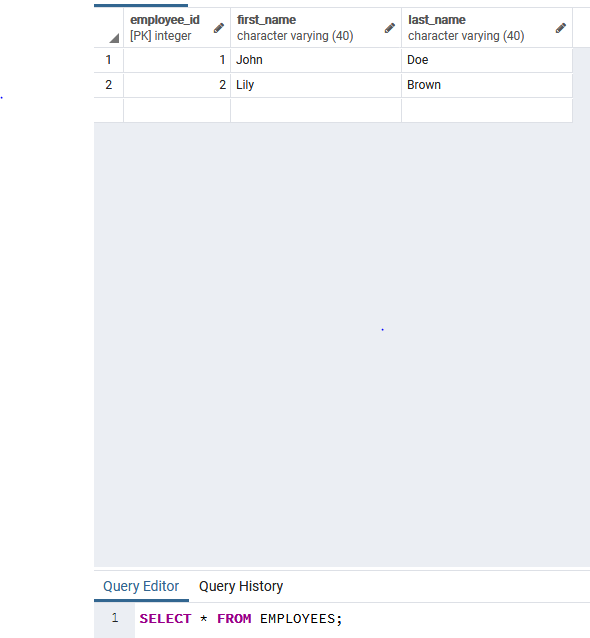 employee_id first_name last_name
[PK] integer character varying (40) character varying (40)
1 1 John Doe
2 2 Lily Brown
Query Editor Query History
1 SELECT * FROM EMPLOYEES;